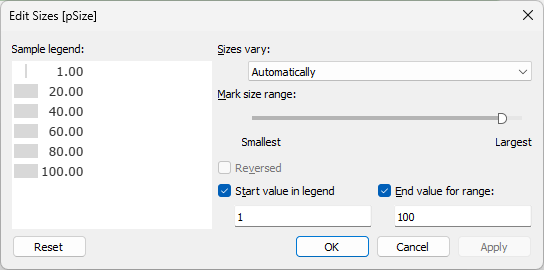 Edit Sizes [pSize]
Sample legend:
1.00
20.00
40.00
60.00
80.00
100.00
Sizes vary:
Automatically
Mark size range:
Smallest Largest
Reversed
Start value in legend End value for range:
1 100
Reset OK Cancel Apply